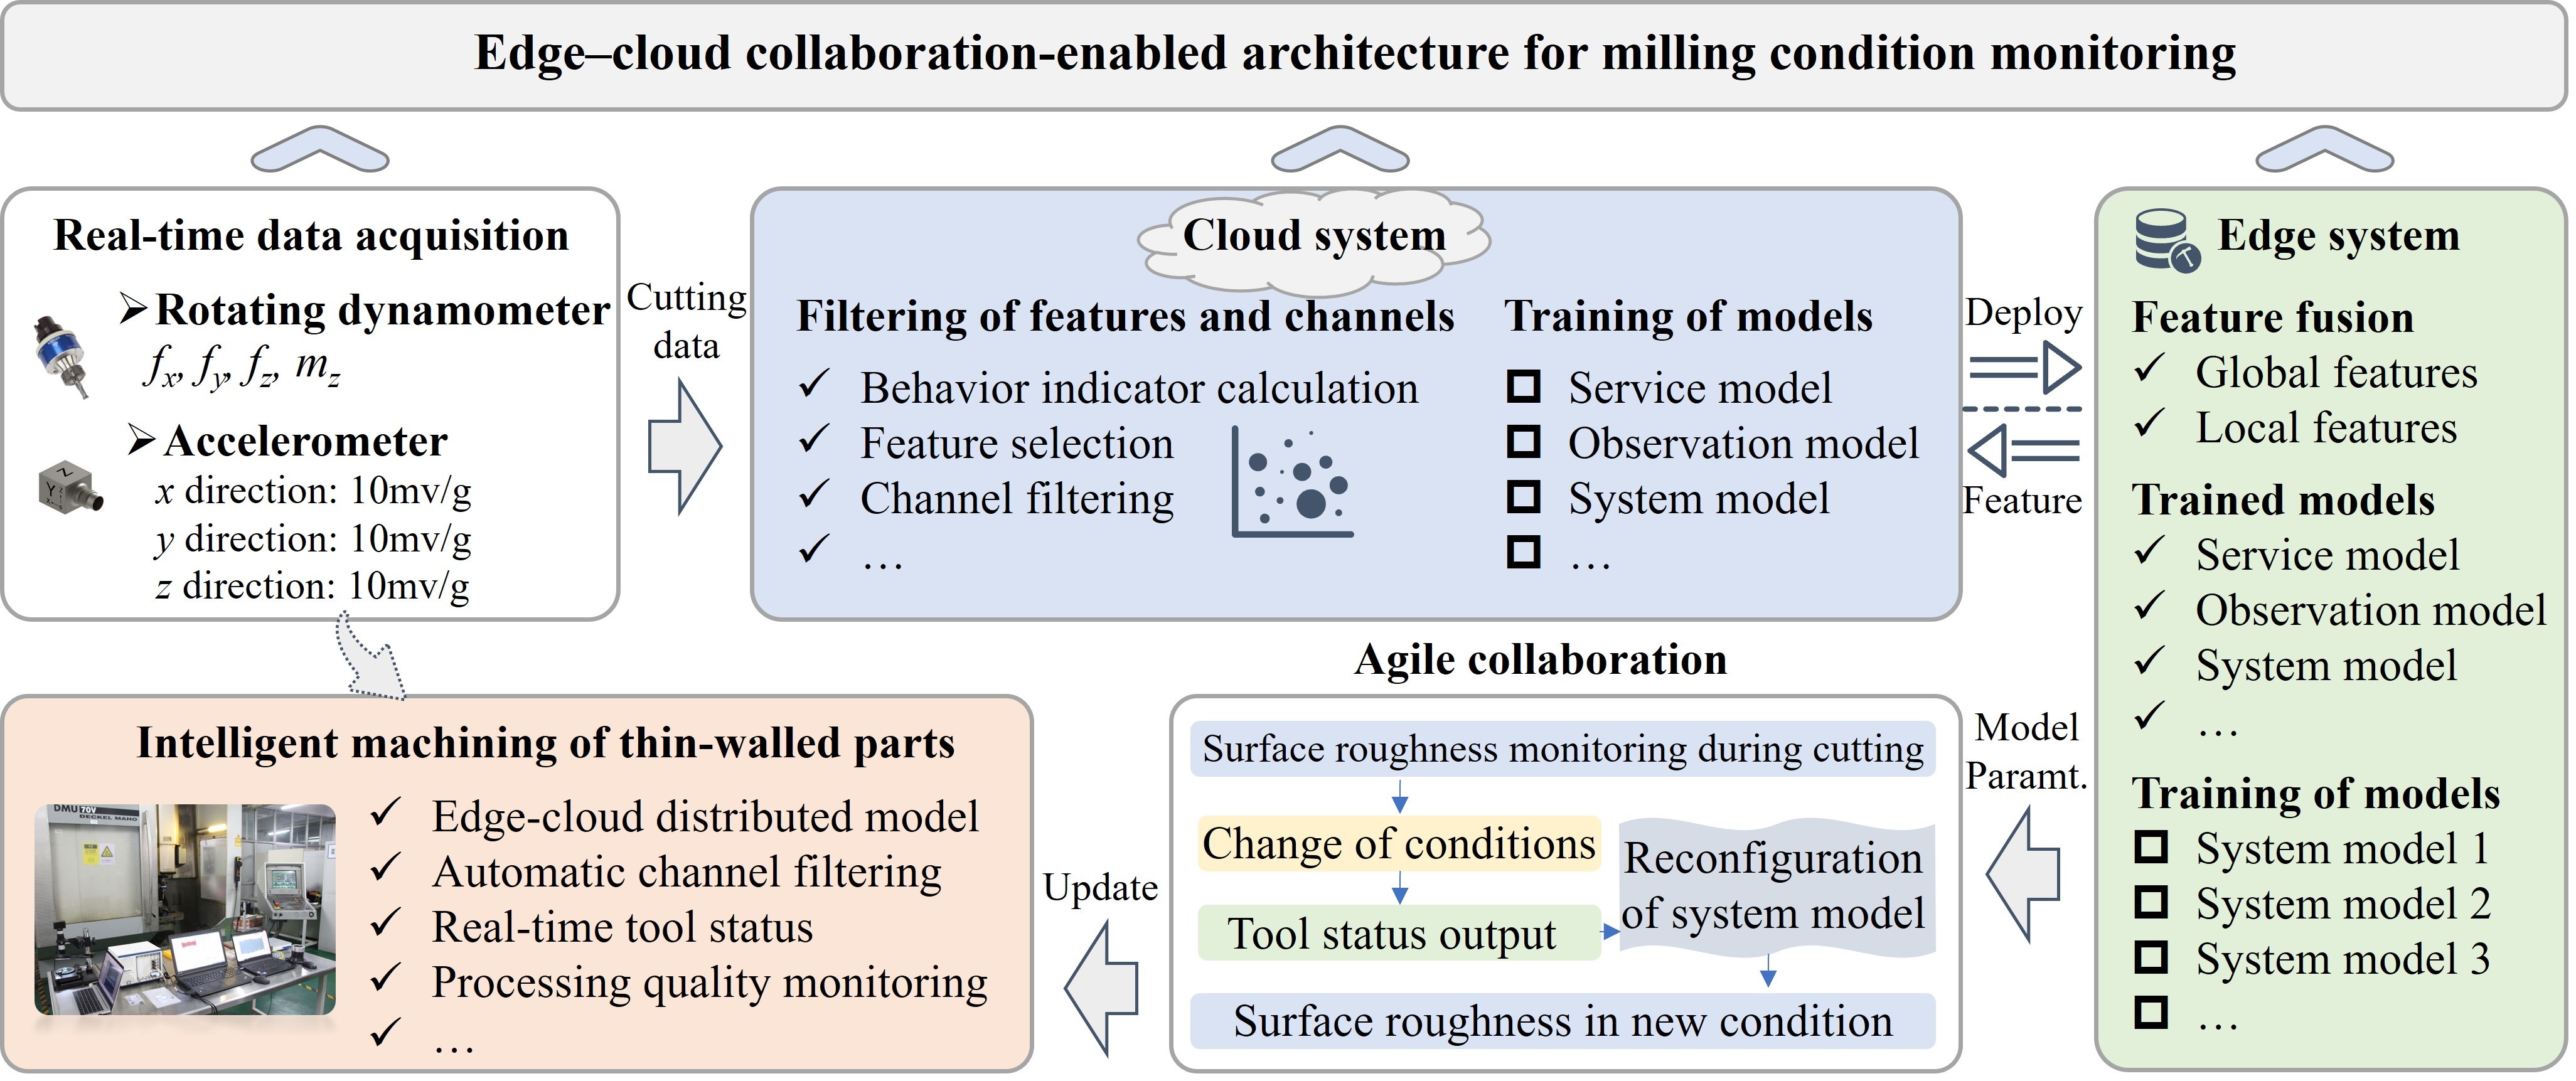 Edge–cloud collaboration-enabled architecture for milling condition monitoring
Real-time data acquisition
Rotating dynamometer
fx, fy, fz, mz
Accelerometer
x direction: 10mv/g
y direction: 10mv/g
z direction: 10mv/g
Z
Y
Cutting
data
Cloud system
Filtering of features and channels
Behavior indicator calculation
Feature selection
Channel filtering
…
Training of models
Service model
Observation model
System model
…
Deploy
Feature
Edge system
Feature fusion
Global features
Local features
Trained models
Service model
Observation model
System model
…
Training of models
System model 1
System model 2
System model 3
…
Model
Paramt.
Agile collaboration
Surface roughness monitoring during cutting
Change of conditions
Tool status output
Reconfiguration
of system model
Surface roughness in new condition
Update
Intelligent machining of thin-walled parts
DMU 70V
DECKEL MAHO
Edge-cloud distributed model
Automatic channel filtering
Real-time tool status
Processing quality monitoring
…